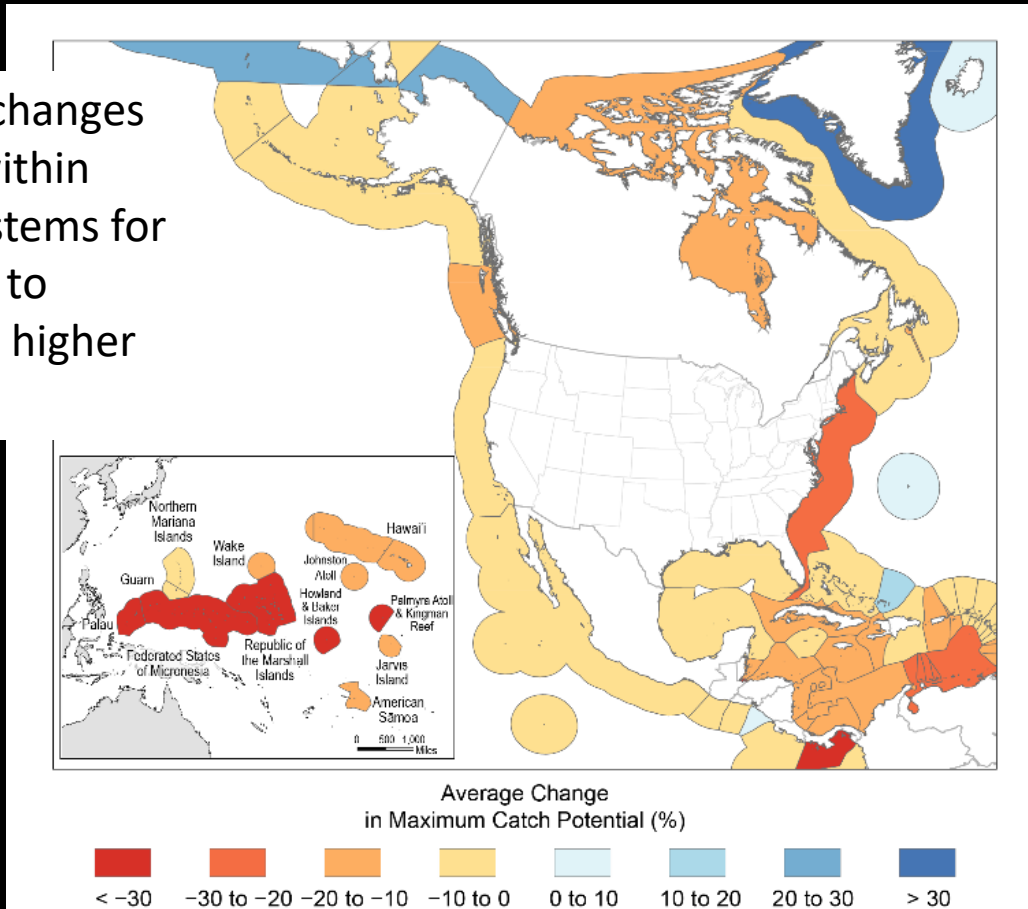 changes
within
stems for
to
higher
Northern
Mariana
Islands
Wake
Island
Hawai'i
Johnston
Atoll
Guam
Howland
& Baker
Islands
Palmyra Atoll
& Kingman
Reef
Palau
Federated States
of Micronesia
Republic of
the Marshall
Islands
Jarvis
Island
American
Sāmoa
0 500 1,000
Miles
Average Change
in Maximum Catch Potential (%)
< −30 −30 to −20 −20 to −10 −10 to 0 0 to 10 10 to 20 20 to 30 > 30